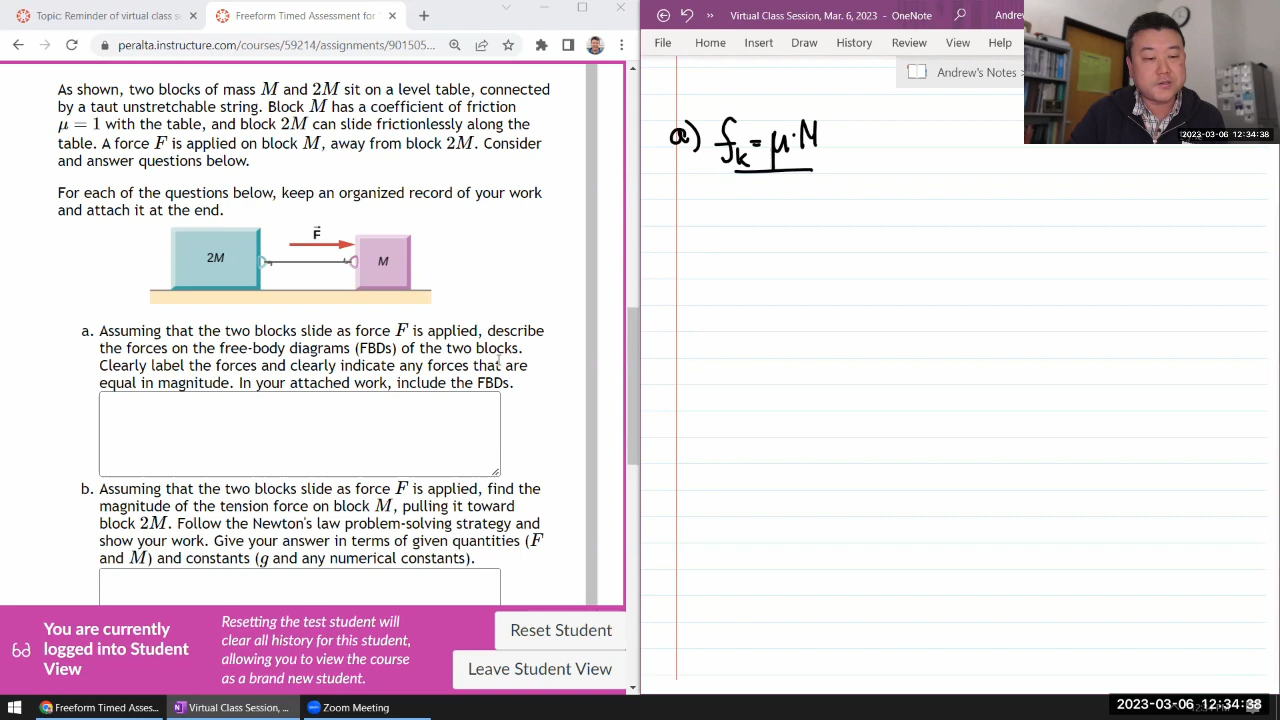 Topic: Reminder of virtual class s
Freeform Timed Assessment for
peralta.instructure.com/courses/59214/assignments/901505...
As shown, two blocks of mass M and 2M sit on a level table, connected
by a taut unstretchable string. Block M has a coefficient of friction
μ = 1 with the table, and block 2M can slide frictionlessly along the
table. A force F is applied on block M, away from block 2M. Consider
and answer questions below.
For each of the questions below, keep an organized record of your work
and attach it at the end.
F
2M
M
a. Assuming that the two blocks slide as force F is applied, describe
the forces on the free-body diagrams (FBDs) of the two blocks.
Clearly label the forces and clearly indicate any forces that are
equal in magnitude. In your attached work, include the FBDs.
b. Assuming that the two blocks slide as force F is applied, find the
magnitude of the tension force on block M, pulling it toward
block 2M. Follow the Newton's law problem-solving strategy and
show your work. Give your answer in terms of given quantities (F
and M) and constants (g and any numerical constants).
You are currently
logged into Student
View
Resetting the test student will
clear all history for this student,
allowing you to view the course
as a brand new student.
Reset Student
Leave Student View
Virtual Class Session, Mar. 6, 2023 - OneNote
Andre
File Home Insert Draw History Review View Help
Andrew's Notes >
a) fk = μ·M
2023-03-06 12:34:38
Freeform Timed Asses...
Virtual Class Session, ...
Zoom Meeting
2023-03-06 12:34:38